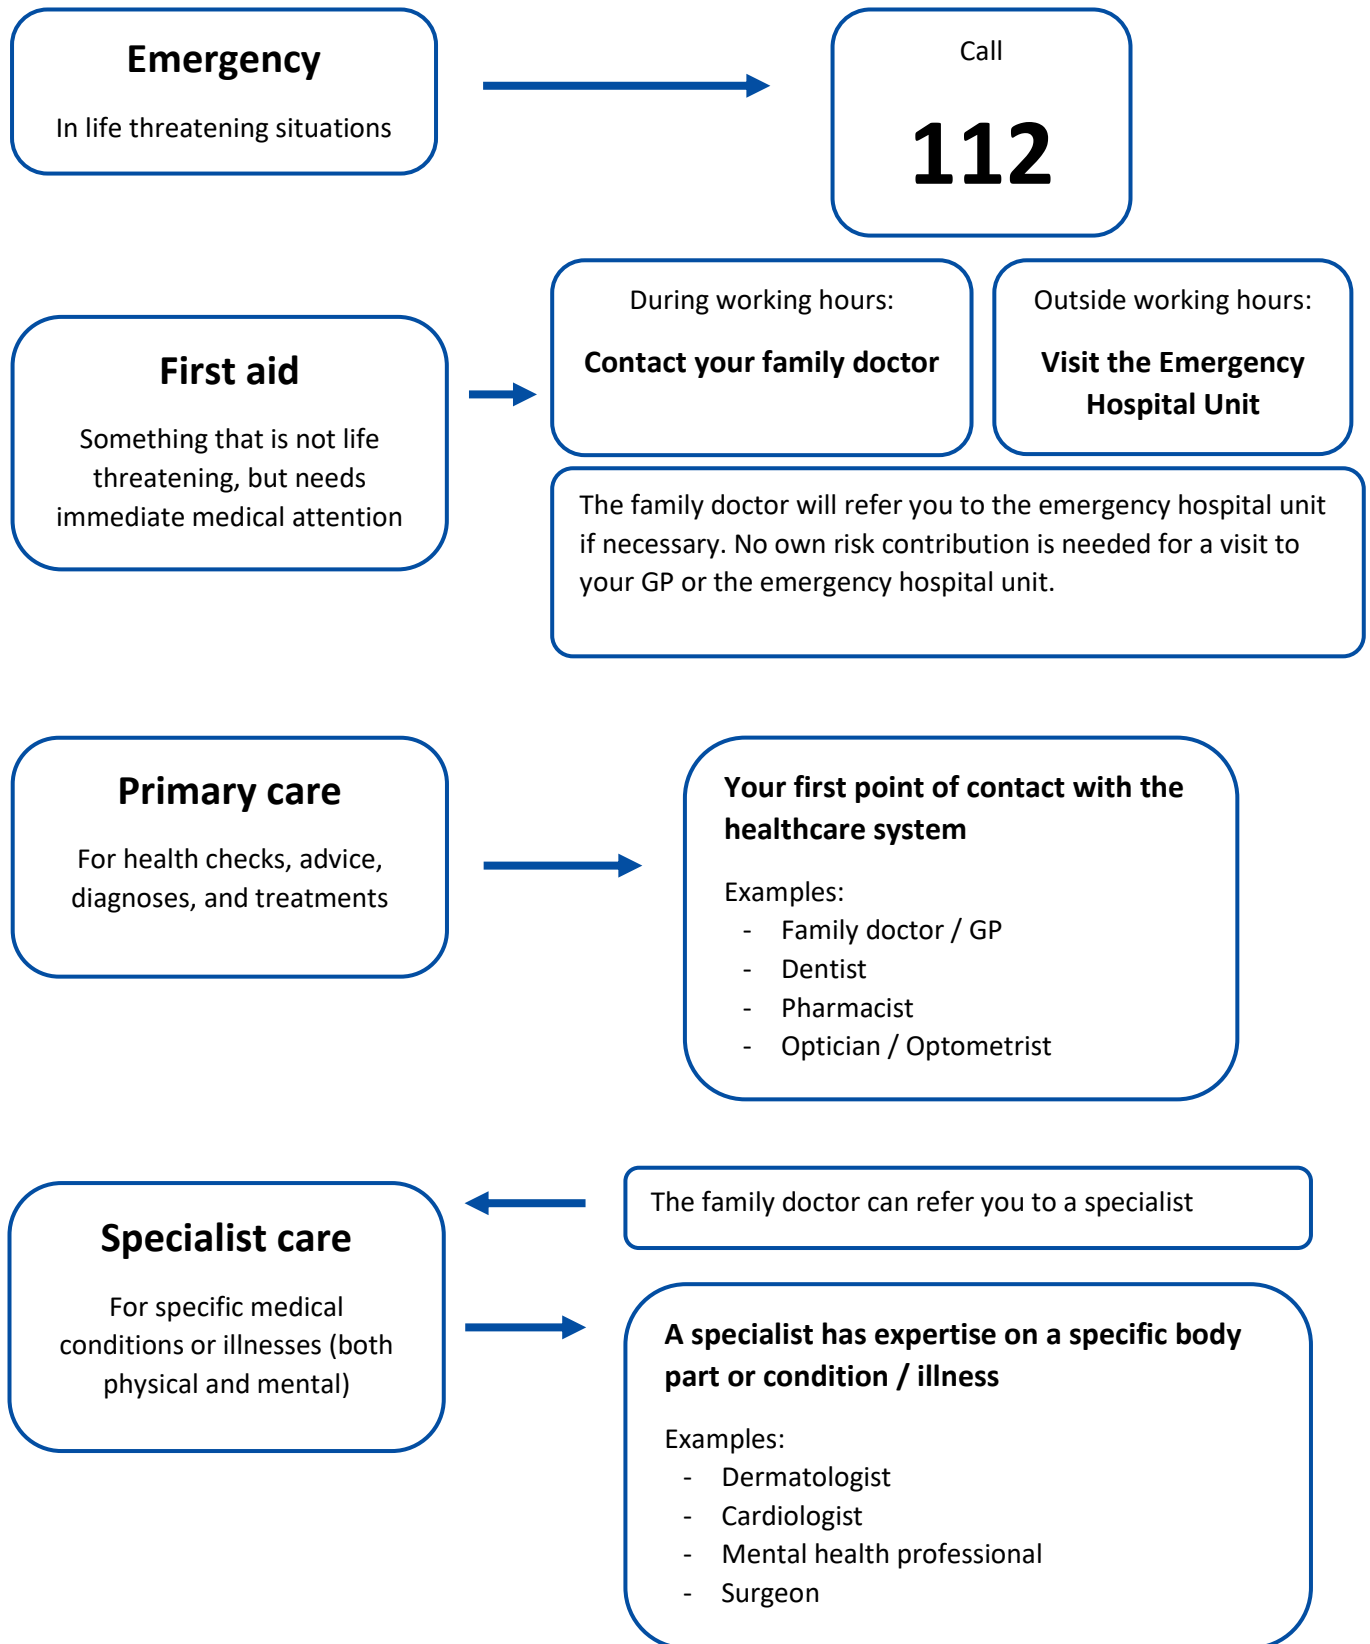 Emergency
In life threatening situations
Call
112
First aid
Something that is not life
threatening, but needs
immediate medical attention
During working hours:
Contact your family doctor
Outside working hours:
Visit the Emergency
Hospital Unit
The family doctor will refer you to the emergency hospital unit
if necessary. No own risk contribution is needed for a visit to
your GP or the emergency hospital unit.
Primary care
For health checks, advice,
diagnoses, and treatments
Your first point of contact with the
healthcare system
Examples:
- Family doctor / GP
- Dentist
- Pharmacist
- Optician / Optometrist
Specialist care
For specific medical
conditions or illnesses (both
physical and mental)
The family doctor can refer you to a specialist
A specialist has expertise on a specific body
part or condition / illness
Examples:
- Dermatologist
- Cardiologist
- Mental health professional
- Surgeon